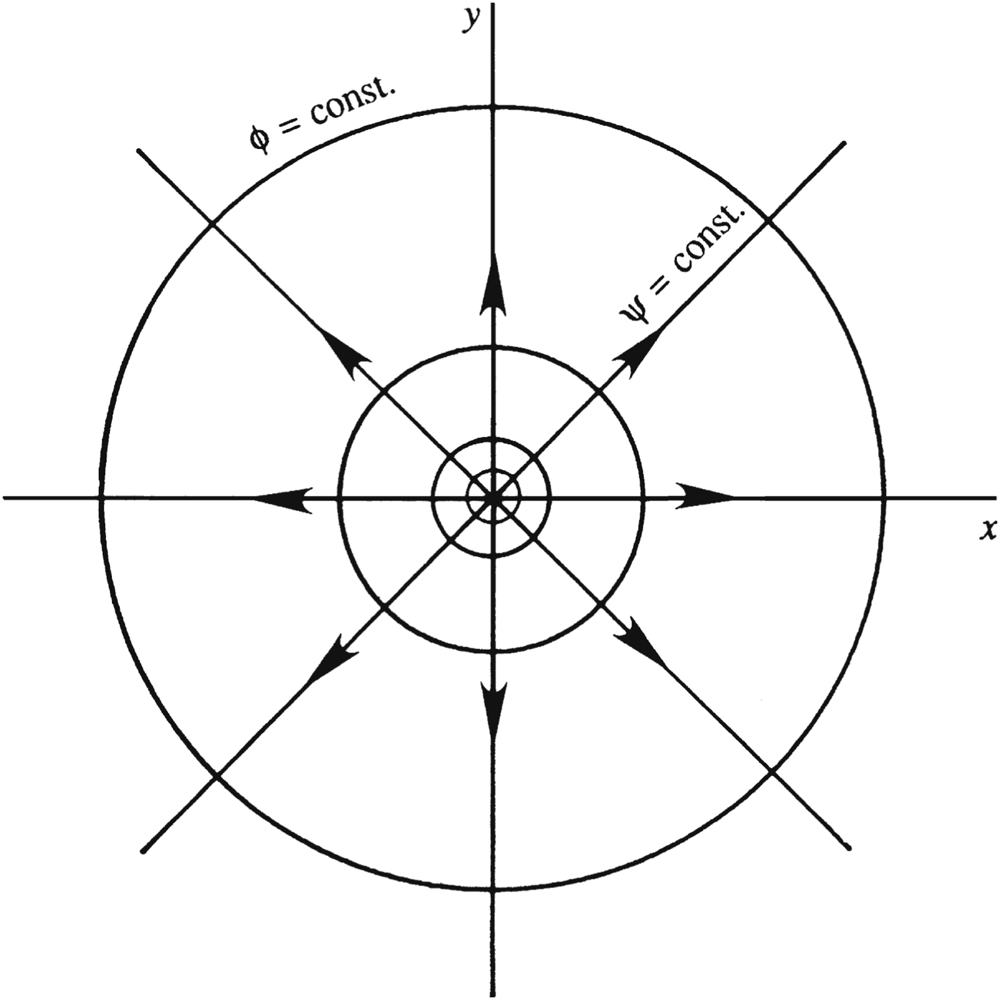 y
ϕ = const.
ψ = const.
x